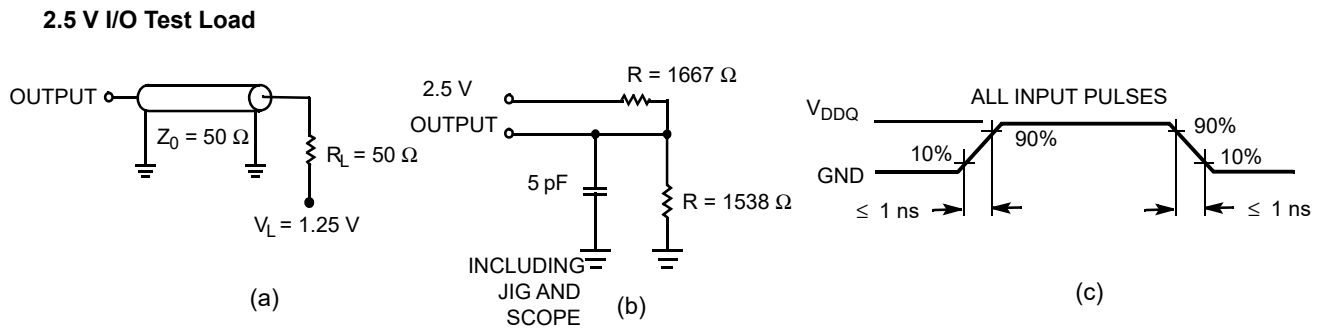 2.5 V I/O Test Load
OUTPUT
Z0 = 50 Ω
RL = 50 Ω
VL = 1.25 V
(a)
2.5 V
OUTPUT
R = 1667 Ω
5 pF
R = 1538 Ω
INCLUDING
JIG AND
SCOPE
(b)
ALL INPUT PULSES
VDDQ
GND
10%
90%
90%
10%
≤ 1 ns
≤ 1 ns
(c)